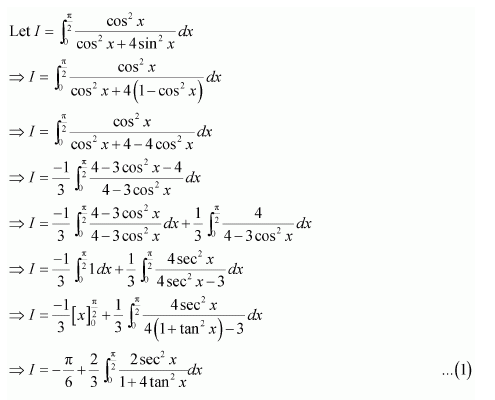 Let I = ∫₀^(π/2) cos² x / (cos² x + 4 sin² x) dx
⇒ I = ∫₀^(π/2) cos² x / (cos² x + 4(1 − cos² x)) dx
⇒ I = ∫₀^(π/2) cos² x / (cos² x + 4 − 4 cos² x) dx
⇒ I = −1/3 ∫₀^(π/2) (4 − 3 cos² x − 4) / (4 − 3 cos² x) dx
⇒ I = −1/3 ∫₀^(π/2) (4 − 3 cos² x) / (4 − 3 cos² x) dx + 1/3 ∫₀^(π/2) 4 / (4 − 3 cos² x) dx
⇒ I = −1/3 ∫₀^(π/2) 1 dx + 1/3 ∫₀^(π/2) 4 sec² x / (4 sec² x − 3) dx
⇒ I = −1/3 [x]₀^(π/2) + 1/3 ∫₀^(π/2) 4 sec² x / (4(1 + tan² x) − 3) dx
⇒ I = −π/6 + 2/3 ∫₀^(π/2) 2 sec² x / (1 + 4 tan² x) dx ...(1)